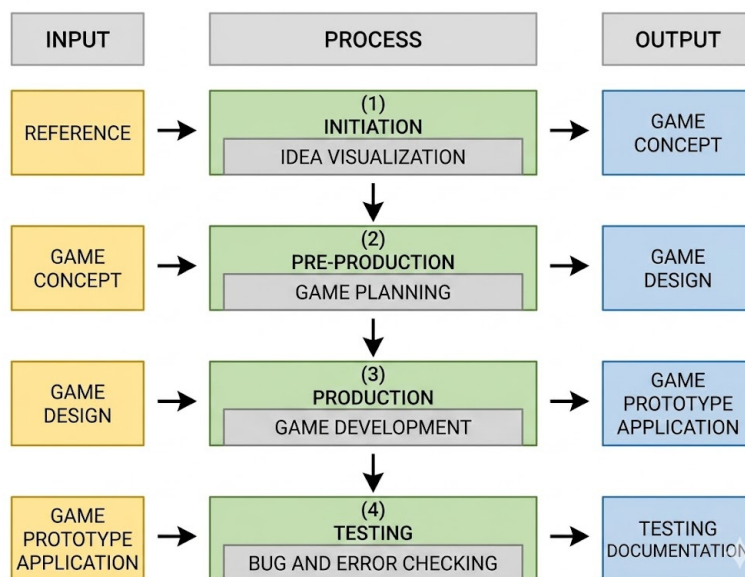 INPUT
PROCESS
OUTPUT
REFERENCE
(1)
INITIATION
IDEA VISUALIZATION
GAME
CONCEPT
GAME
CONCEPT
(2)
PRE-PRODUCTION
GAME PLANNING
GAME
DESIGN
GAME
DESIGN
(3)
PRODUCTION
GAME DEVELOPMENT
GAME
PROTOTYPE
APPLICATION
GAME
PROTOTYPE
APPLICATION
(4)
TESTING
BUG AND ERROR CHECKING
TESTING
DOCUMENTATION